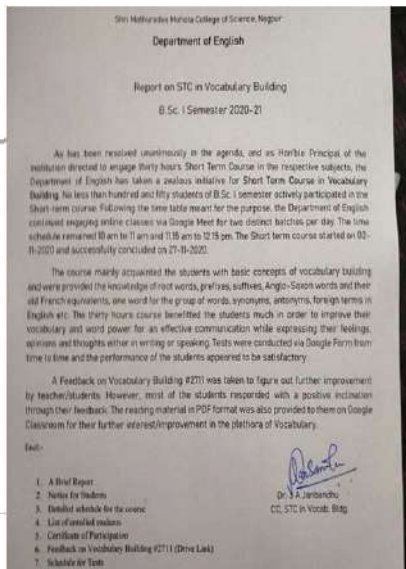 Shri Mathuradas Mohota College of Science, Nagpur
Department of English
Report on STC in Vocabulary Building
B.Sc. I Semester 2020-21
As has been resolved unanimously in the agenda, and as Hon'ble Principal of the
institution directed to engage thirty hours Short Term Course in the respective subjects, the
Department of English has taken a zealous initiative for Short Term Course in Vocabulary
Building. No less than hundred and fifty students of B.Sc. I semester actively participated in the
Short-term course. Following the time table meant for the purpose, the Department of English
continued engaging online classes via Google Meet for two distinct batches per day. The time
schedule remained 10 am to 11 am and 11.15 am to 12.15 pm. The Short term course started on 02-
11-2020 and successfully concluded on 27-11-2020.
The course mainly acquainted the students with basic concepts of vocabulary building
and were provided the knowledge of root words, prefixes, suffixes, Anglo-Saxon words and their
old French equivalents, one word for the group of words, synonyms, antonyms, foreign terms in
English etc. The thirty hours course benefitted the students much in order to improve their
vocabulary and word power for an effective communication while expressing their feelings,
opinions and thoughts either in writing or speaking. Tests were conducted via Google Form from
time to time and the performance of the students appeared to be satisfactory.
A Feedback on Vocabulary Building #2711 was taken to figure out further improvement
by teacher/students. However, most of the students responded with a positive inclination
through their feedback. The reading material in PDF format was also provided to them on Google
Classroom for their further interest/improvement in the plathora of Vocabulary.
Encl:-
1. A Brief Report
2. Notice for Students
3. Detailed schedule for the course
4. List of enrolled students
5. Certificate of Participation
6. Feedback on Vocabulary Building #2711 (Drive Link)
7. Schedule for Tests
Dr. J A Janbandhu
CC, STC in Vocab. Bldg.